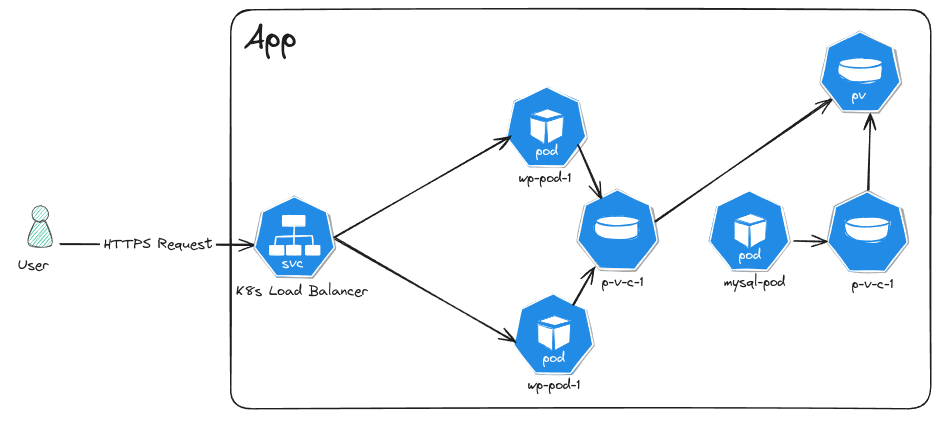 App
pv
pod
wp-pod-1
HTTPS Request
User
svc
K8s Load Balancer
p-v-c-1
pod
mysql-pod
p-v-c-1
pod
wp-pod-1